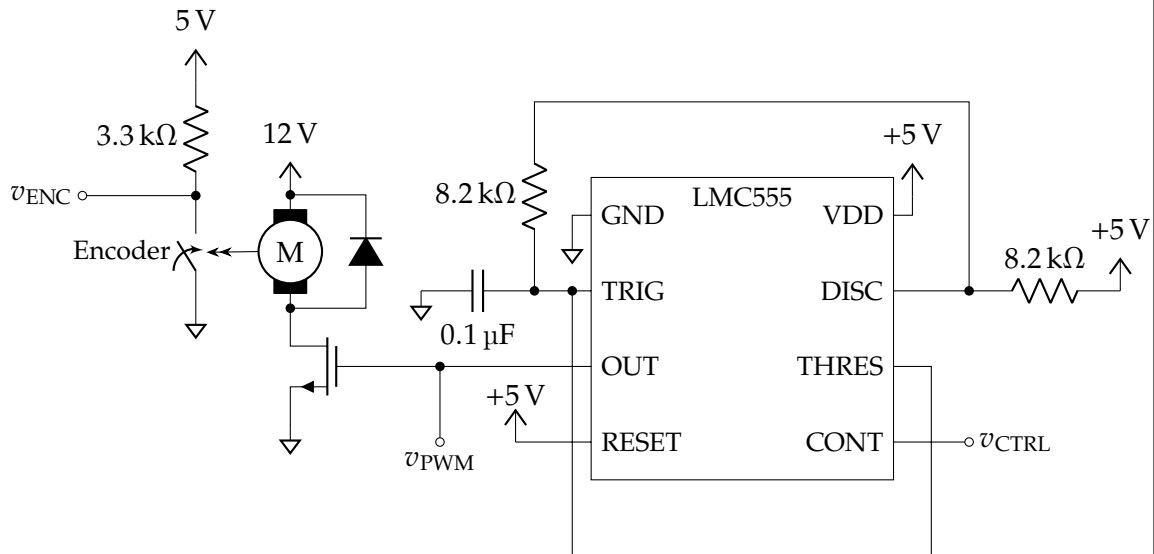 5 V
3.3 kΩ
12 V
+5 V
v_ENC
8.2 kΩ
LMC555
GND
VDD
Encoder
M
+5 V
8.2 kΩ
TRIG
DISC
0.1 µF
OUT
THRES
+5 V
RESET
CONT
v_CTRL
v_PWM